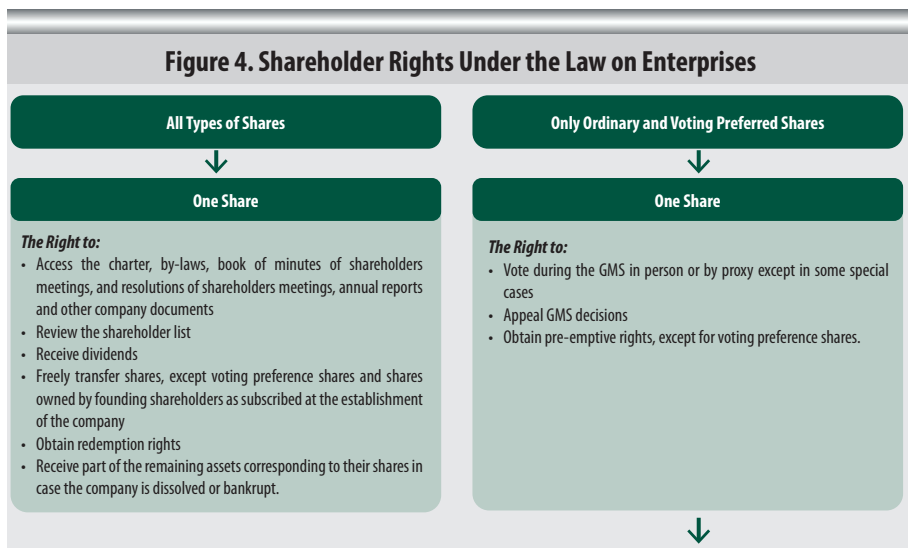 Figure 4. Shareholder Rights Under the Law on Enterprises
All Types of Shares
One Share
The Right to:
• Access the charter, by-laws, book of minutes of shareholders
meetings, and resolutions of shareholders meetings, annual reports
and other company documents
• Review the shareholder list
• Receive dividends
• Freely transfer shares, except voting preference shares and shares
owned by founding shareholders as subscribed at the establishment
of the company
• Obtain redemption rights
• Receive part of the remaining assets corresponding to their shares in
case the company is dissolved or bankrupt.
Only Ordinary and Voting Preferred Shares
One Share
The Right to:
• Vote during the GMS in person or by proxy except in some special
cases
• Appeal GMS decisions
• Obtain pre-emptive rights, except for voting preference shares.